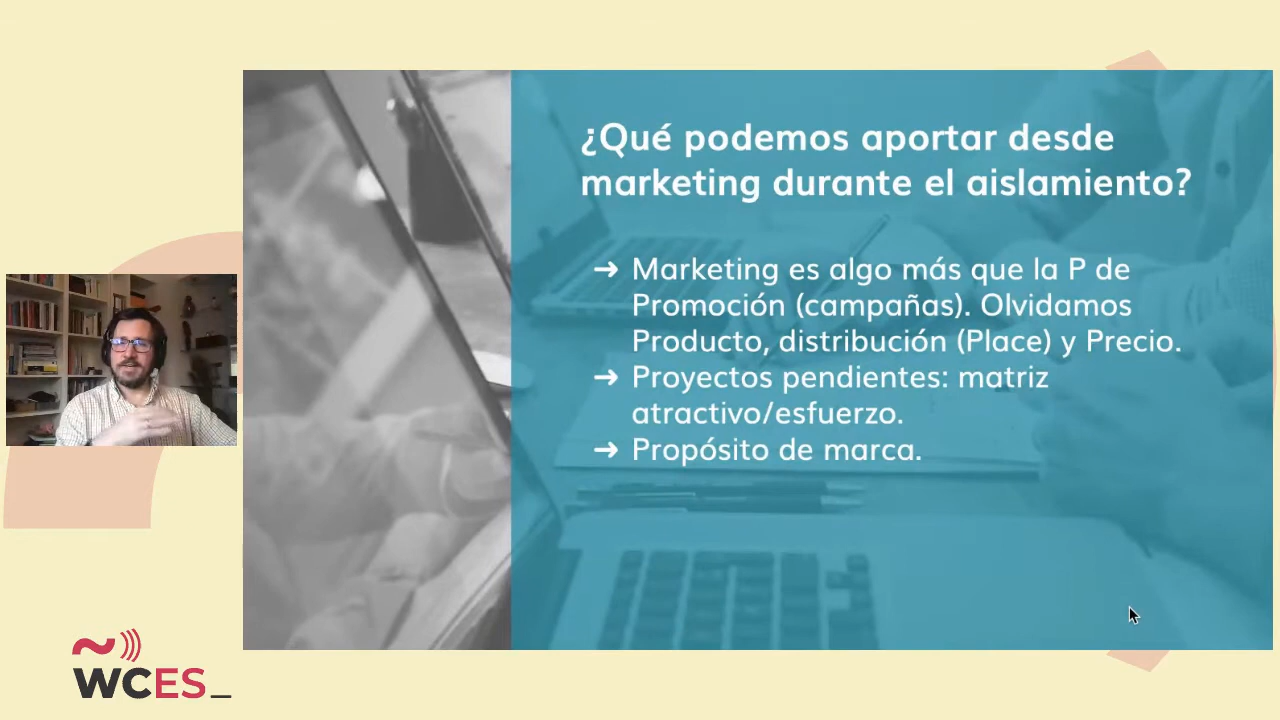 ¿Qué podemos aportar desde
marketing durante el aislamiento?
➜ Marketing es algo más que la P de
Promoción (campañas). Olvidamos
Producto, distribución (Place) y Precio.
➜ Proyectos pendientes: matriz
atractivo/esfuerzo.
➜ Propósito de marca.
WCES_